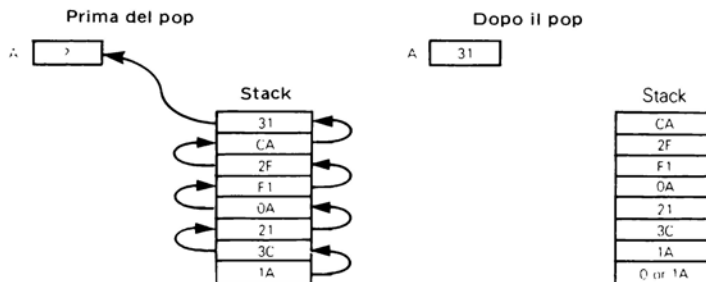 Prima del pop
A ?
Stack
31
CA
2F
F1
0A
21
3C
1A
Dopo il pop
A 31
Stack
CA
2F
F1
0A
21
3C
1A
0 or 1A